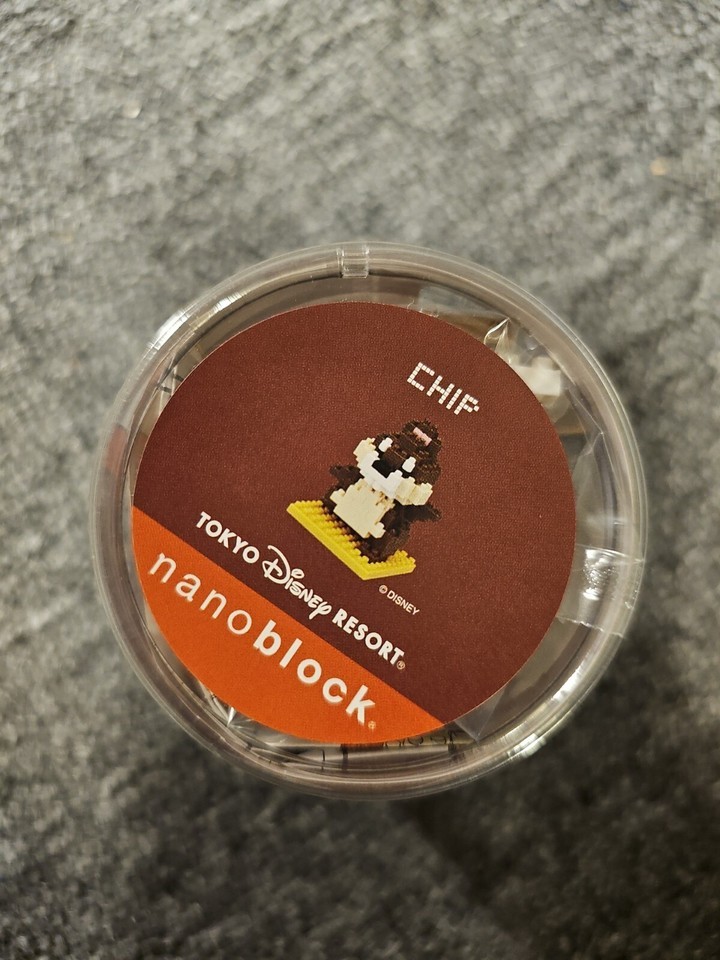 CHIP
TOKYO Disney RESORT®
© DISNEY
nanoblock®